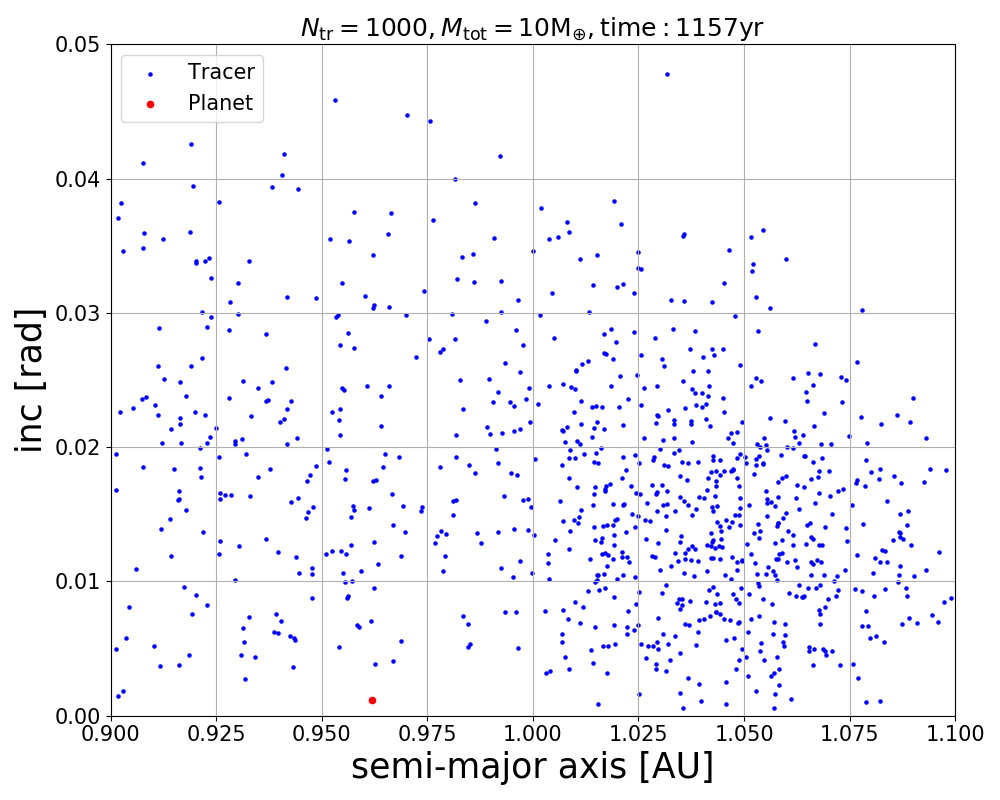 N_tr = 1000, M_tot = 10M_⊕, time : 1157yr
Tracer
Planet
0.05
0.04
0.03
0.02
0.01
0.00
inc [rad]
0.900 0.925 0.950 0.975 1.000 1.025 1.050 1.075 1.100
semi-major axis [AU]